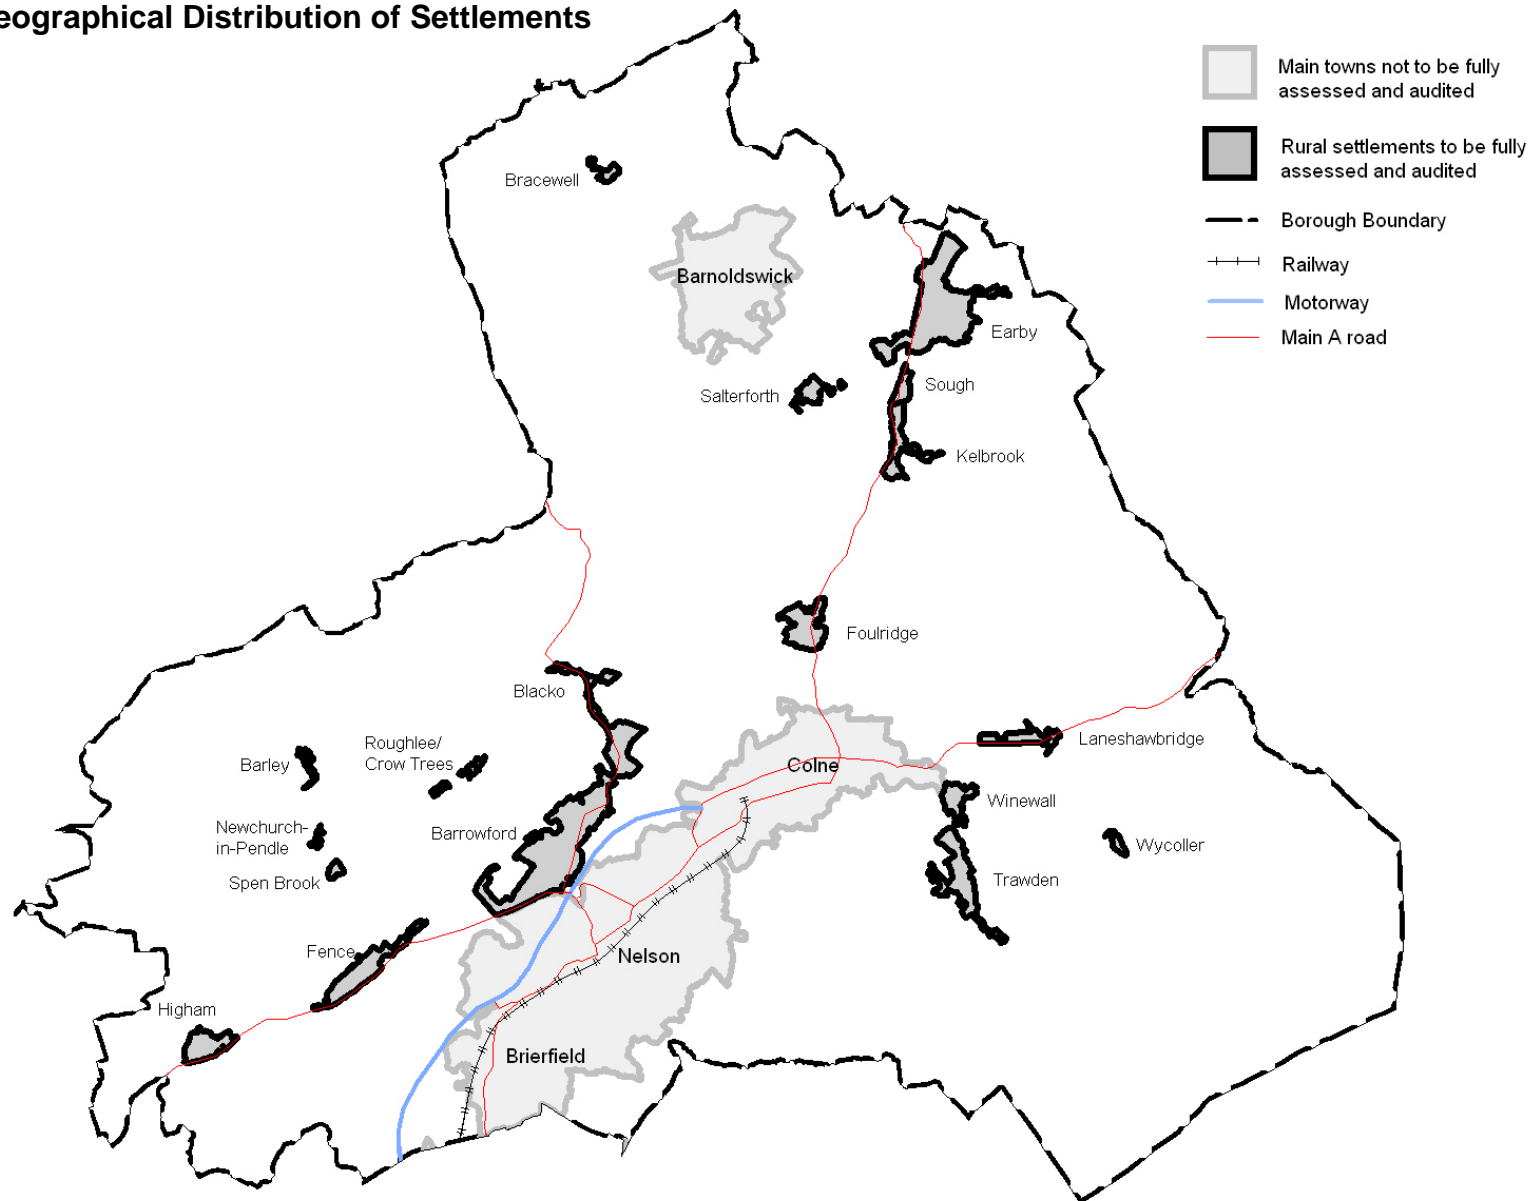 eographical Distribution of Settlements
Main towns not to be fully
assessed and audited
Rural settlements to be fully
assessed and audited
Borough Boundary
Railway
Motorway
Main A road
Bracewell
Barnoldswick
Earby
Salterforth
Sough
Kelbrook
Foulridge
Blacko
Laneshawbridge
Roughlee/
Crow Trees
Barley
Colne
Winewall
Newchurch-
in-Pendle
Barrowford
Wycoller
Spen Brook
Trawden
Fence
Nelson
Higham
Brierfield